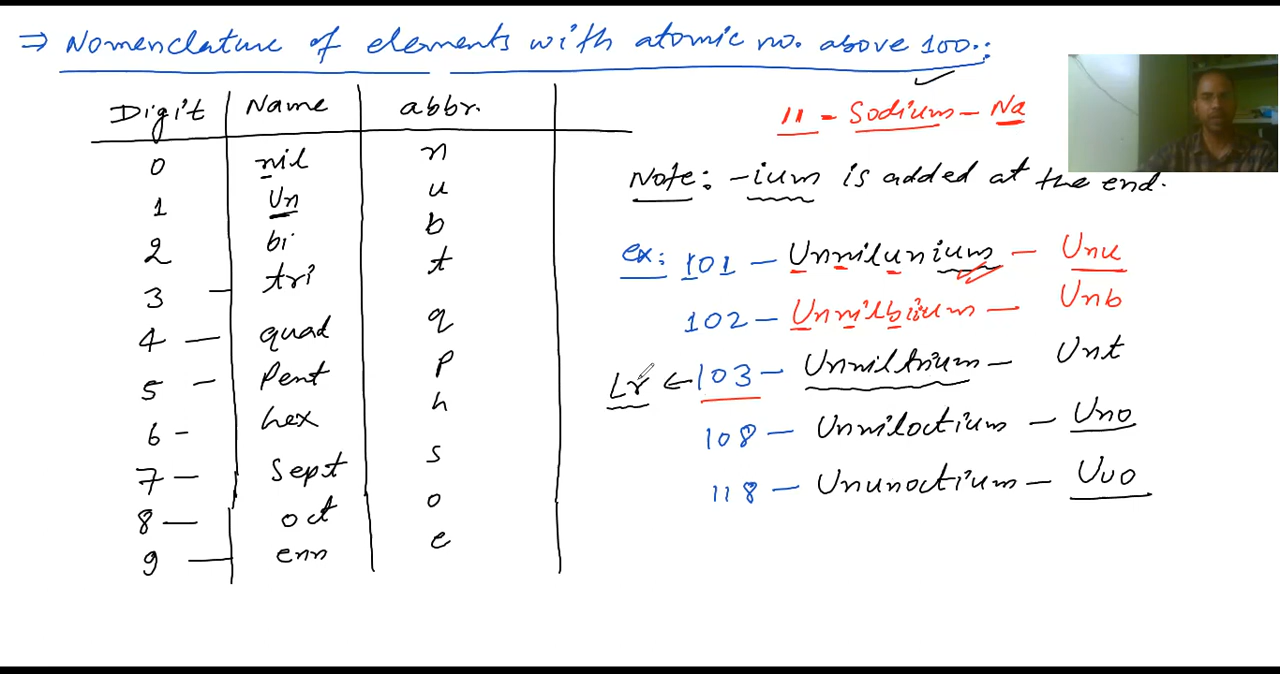 ⇒ Nomenclature of elements with atomic no. above 100.:
Digit Name abbr.
0 nil n
1 Un u
2 bi b
3 – tri t
4 – quad q
5 – Pent p
6 – hex h
7 – Sept s
8 – oct o
9 – enn e
11 - Sodium - Na
Note: -ium is added at the end.
ex: 101 – Unnilunium – Unu
102 – Unnilbiium – Unb
Lr ← 103 – Unniltrium – Unt
108 – Unniloctium – Uno
118 – Ununoctium – Uuo